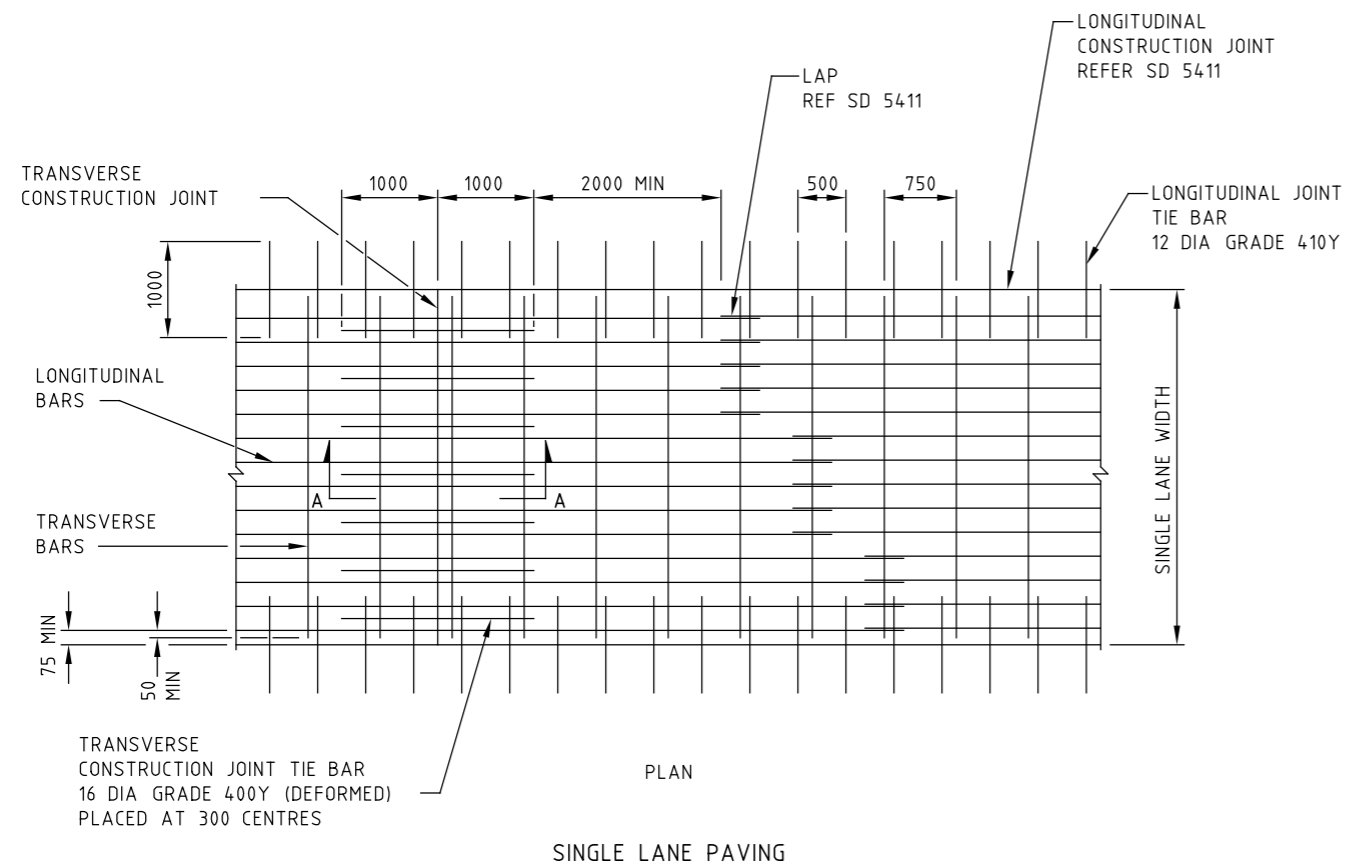 LONGITUDINAL
CONSTRUCTION JOINT
REFER SD 5411
LAP
REF SD 5411
TRANSVERSE
CONSTRUCTION JOINT
1000
1000
2000 MIN
500
750
LONGITUDINAL JOINT
TIE BAR
12 DIA GRADE 410Y
1000
LONGITUDINAL
BARS
A
A
SINGLE LANE WIDTH
TRANSVERSE
BARS
75 MIN
50
MIN
TRANSVERSE
CONSTRUCTION JOINT TIE BAR
16 DIA GRADE 400Y (DEFORMED)
PLACED AT 300 CENTRES
PLAN
SINGLE LANE PAVING